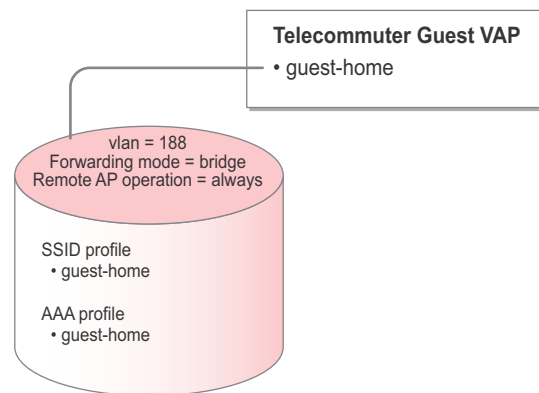 Telecommuter Guest VAP
• guest-home
vlan = 188
Forwarding mode = bridge
Remote AP operation = always
SSID profile
• guest-home
AAA profile
• guest-home